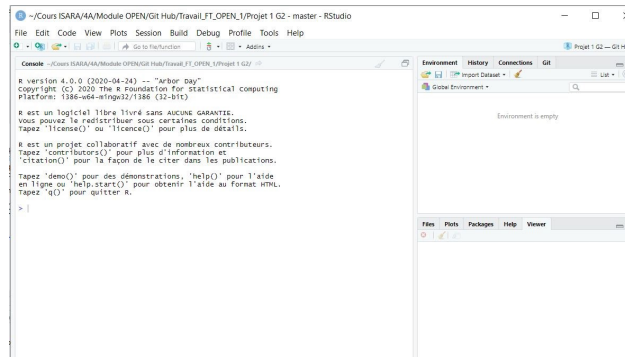 ~/Cours ISARA/4A/Module OPEN/Git Hub/Travail_FT_OPEN_1/Projet 1 G2 - master - RStudio
File Edit Code View Plots Session Build Debug Profile Tools Help
Go to file/function Addins
Projet 1 G2 — Git H
Console ~/Cours ISARA/4A/Module OPEN/Git Hub/Travail_FT_OPEN_1/Projet 1 G2/
R version 4.0.0 (2020-04-24) -- "Arbor Day"
Copyright (C) 2020 The R Foundation for Statistical Computing
Platform: i386-w64-mingw32/i386 (32-bit)
R est un logiciel libre livré sans AUCUNE GARANTIE.
Vous pouvez le redistribuer sous certaines conditions.
Tapez 'license()' ou 'licence()' pour plus de détails.
R est un projet collaboratif avec de nombreux contributeurs.
Tapez 'contributors()' pour plus d'information et
'citation()' pour la façon de le citer dans les publications.
Tapez 'demo()' pour des démonstrations, 'help()' pour l'aide
en ligne ou 'help.start()' pour obtenir l'aide au format HTML.
Tapez 'q()' pour quitter R.
>
Environment History Connections Git
Import Dataset List
Global Environment
Environment is empty
Files Plots Packages Help Viewer